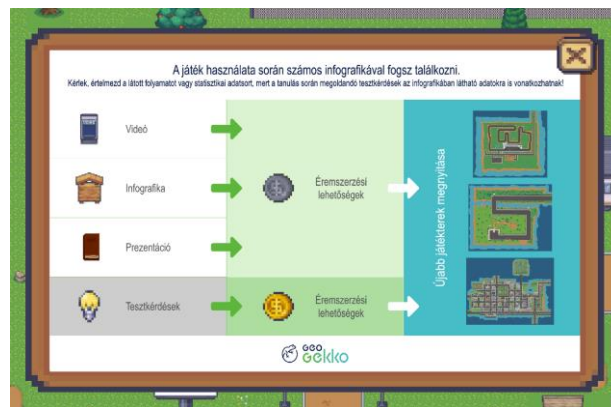 A játék használata során számos infografikával fogsz találkozni.
Kérlek, értelmezd a látott folyamatot vagy statisztikai adatsort, mert a tanulás során megoldandó tesztkérdések az infografikában látható adatokra is vonatkozhatnak!
Videó
Infografika
Éremszerzési
lehetőségek
Prezentáció
Tesztkérdések
Éremszerzési
lehetőségek
Újabb játékterek megnyitása
GEO
Gekko